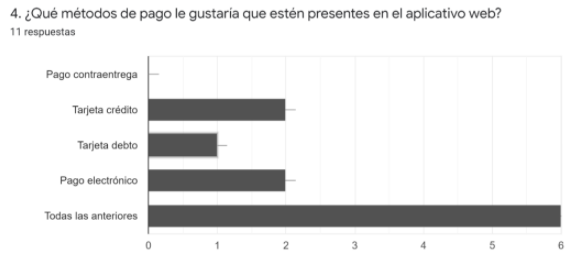 4. ¿Qué métodos de pago le gustaría que estén presentes en el aplicativo web?
11 respuestas
Pago contraentrega
Tarjeta crédito
Tarjeta debto
Pago electrónico
Todas las anteriores
0 1 2 3 4 5 6